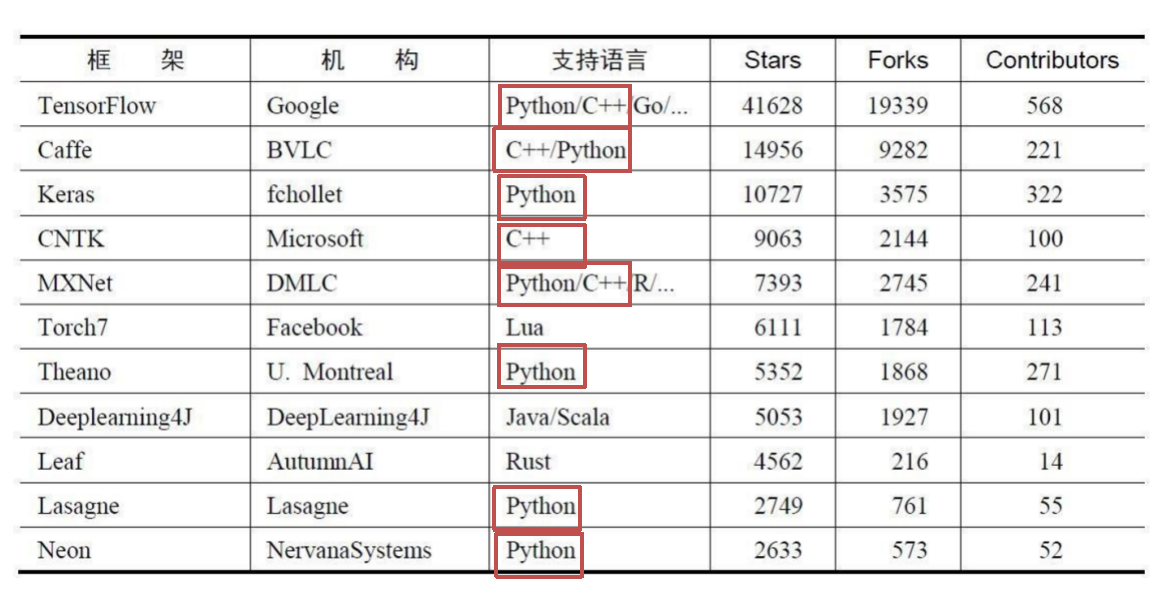 框 架 机 构 支持语言 Stars Forks Contributors
TensorFlow Google Python/C++/Go/... 41628 19339 568
Caffe BVLC C++/Python 14956 9282 221
Keras fchollet Python 10727 3575 322
CNTK Microsoft C++ 9063 2144 100
MXNet DMLC Python/C++/R/... 7393 2745 241
Torch7 Facebook Lua 6111 1784 113
Theano U. Montreal Python 5352 1868 271
Deeplearning4J DeepLearning4J Java/Scala 5053 1927 101
Leaf AutumnAI Rust 4562 216 14
Lasagne Lasagne Python 2749 761 55
Neon NervanaSystems Python 2633 573 52